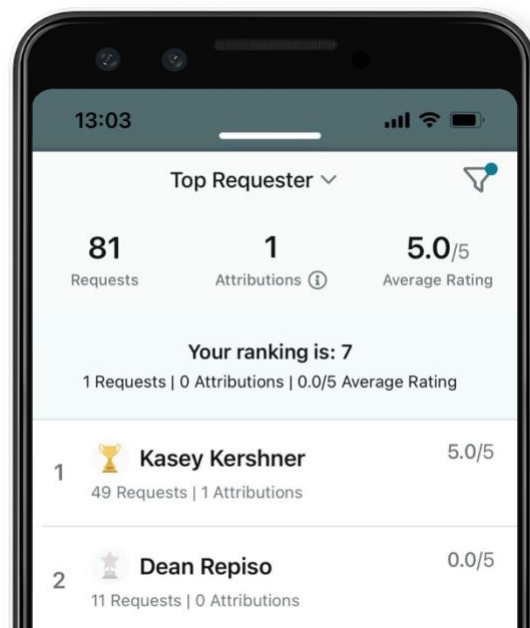 13:03
Top Requester
81 1 5.0/5
Requests Attributions Average Rating
Your ranking is: 7
1 Requests | 0 Attributions | 0.0/5 Average Rating
1 Kasey Kershner 5.0/5
49 Requests | 1 Attributions
2 Dean Repiso 0.0/5
11 Requests | 0 Attributions